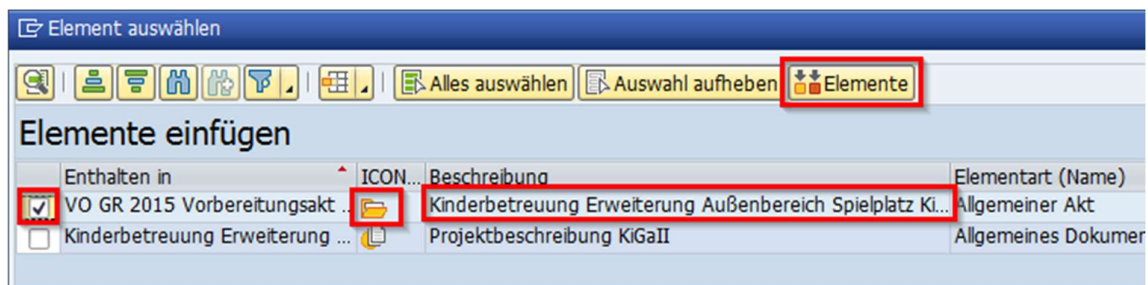 Element auswählen
Alles auswählen Auswahl aufheben Elemente
Elemente einfügen
Enthalten in ICON... Beschreibung Elementart (Name)
VO GR 2015 Vorbereitungsakt ... Kinderbetreuung Erweiterung Außenbereich Spielplatz Ki... Allgemeiner Akt
Kinderbetreuung Erweiterung ... Projektbeschreibung KiGaII Allgemeines Dokumen